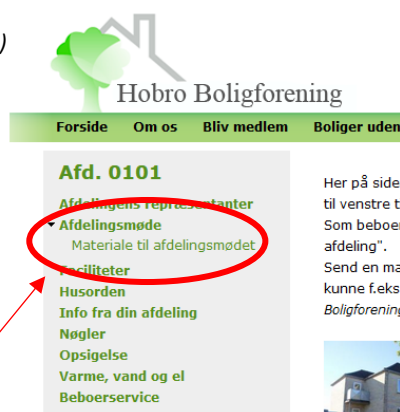 )
Hobro Boligforening
Forside Om os Bliv medlem Boliger uden
Afd. 0101
Afdelingens repræsentanter
Afdelingsmøde
Materiale til afdelingsmødet
Faciliteter
Husorden
Info fra din afdeling
Nøgler
Opsigelse
Varme, vand og el
Beboerservice
Her på side
til venstre t
Som beboer
afdeling".
Send en ma
kunne f.eks
Boligforening